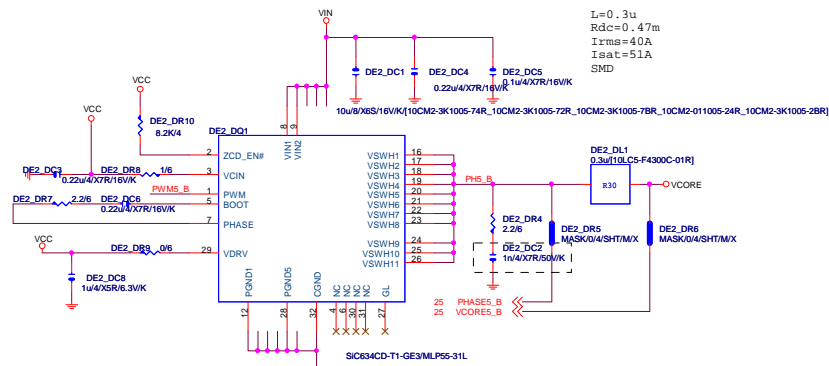 L=0.3u
Rdc=0.47m
Irms=40A
Isat=51A
SMD
VIN
VCC
VCC
DE2_DC1
DE2_DC4
0.22u/4/X7R/16V/K
DE2_DC5
0.1u/4/X7R/16V/K
10u/8/X6S/16V/K/[10CM2-3K1005-74R_10CM2-3K1005-72R_10CM2-3K1005-7BR_10CM2-011005-24R_10CM2-3K1005-2BR]
DE2_DR10
8.2K/4
DE2_DQ1
8
9
VIN1
VIN2
2
ZCD_EN#
DE2_DC3
0.22u/4/X7R/16V/K
DE2_DR8
1/6
3
VCIN
PWM5_B
1
PWM
DE2_DR7
2.2/6
DE2_DC6
0.22u/4/X7R/16V/K
5
BOOT
7
PHASE
VCC
DE2_DR9
0/6
29
VDRV
DE2_DC8
1u/4/X5R/6.3V/K
VSWH1
16
VSWH2
17
VSWH3
18
VSWH4
19
VSWH5
20
VSWH6
21
VSWH7
22
VSWH8
23
VSWH9
24
VSWH10
25
VSWH11
26
PH5_B
DE2_DL1
0.3u/[10LC5-F4300C-01R]
R30
VCORE
DE2_DR4
2.2/6
DE2_DC2
1n/4/X7R/50V/K
DE2_DR5
MASK/0/4/SHT/M/X
DE2_DR6
MASK/0/4/SHT/M/X
25 PHASE5_B
25 VCORE5_B
PGND1
PGND5
CGND
NC
NC
NC
NC
GL
12
28
32
4
6
30
31
27
SiC634CD-T1-GE3/MLP55-31L